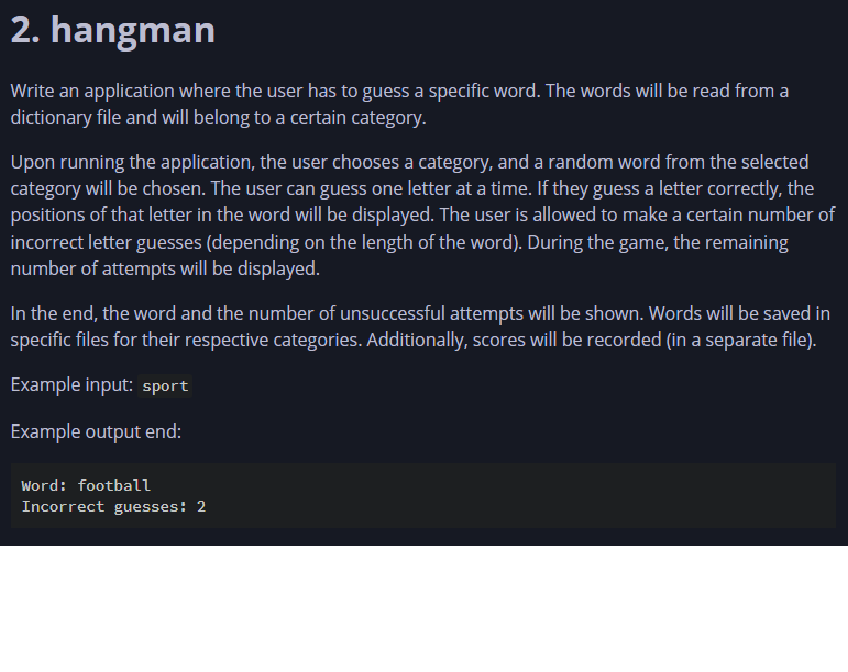 2. hangman
Write an application where the user has to guess a specific word. The words will be read from a
dictionary file and will belong to a certain category.
Upon running the application, the user chooses a category, and a random word from the selected
category will be chosen. The user can guess one letter at a time. If they guess a letter correctly, the
positions of that letter in the word will be displayed. The user is allowed to make a certain number of
incorrect letter guesses (depending on the length of the word). During the game, the remaining
number of attempts will be displayed.
In the end, the word and the number of unsuccessful attempts will be shown. Words will be saved in
specific files for their respective categories. Additionally, scores will be recorded (in a separate file).
Example input: sport
Example output end:
Word: football
Incorrect guesses: 2